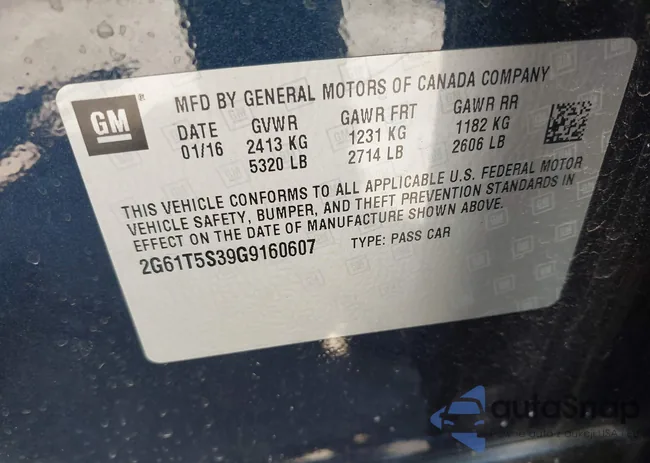 GM
MFD BY GENERAL MOTORS OF CANADA COMPANY
DATE GVWR GAWR FRT GAWR RR
01/16 2413 KG 1231 KG 1182 KG
5320 LB 2714 LB 2606 LB
THIS VEHICLE CONFORMS TO ALL APPLICABLE U.S. FEDERAL MOTOR
VEHICLE SAFETY, BUMPER, AND THEFT PREVENTION STANDARDS IN
EFFECT ON THE DATE OF MANUFACTURE SHOWN ABOVE.
2G61T5S39G9160607 TYPE: PASS CAR
autoSnap